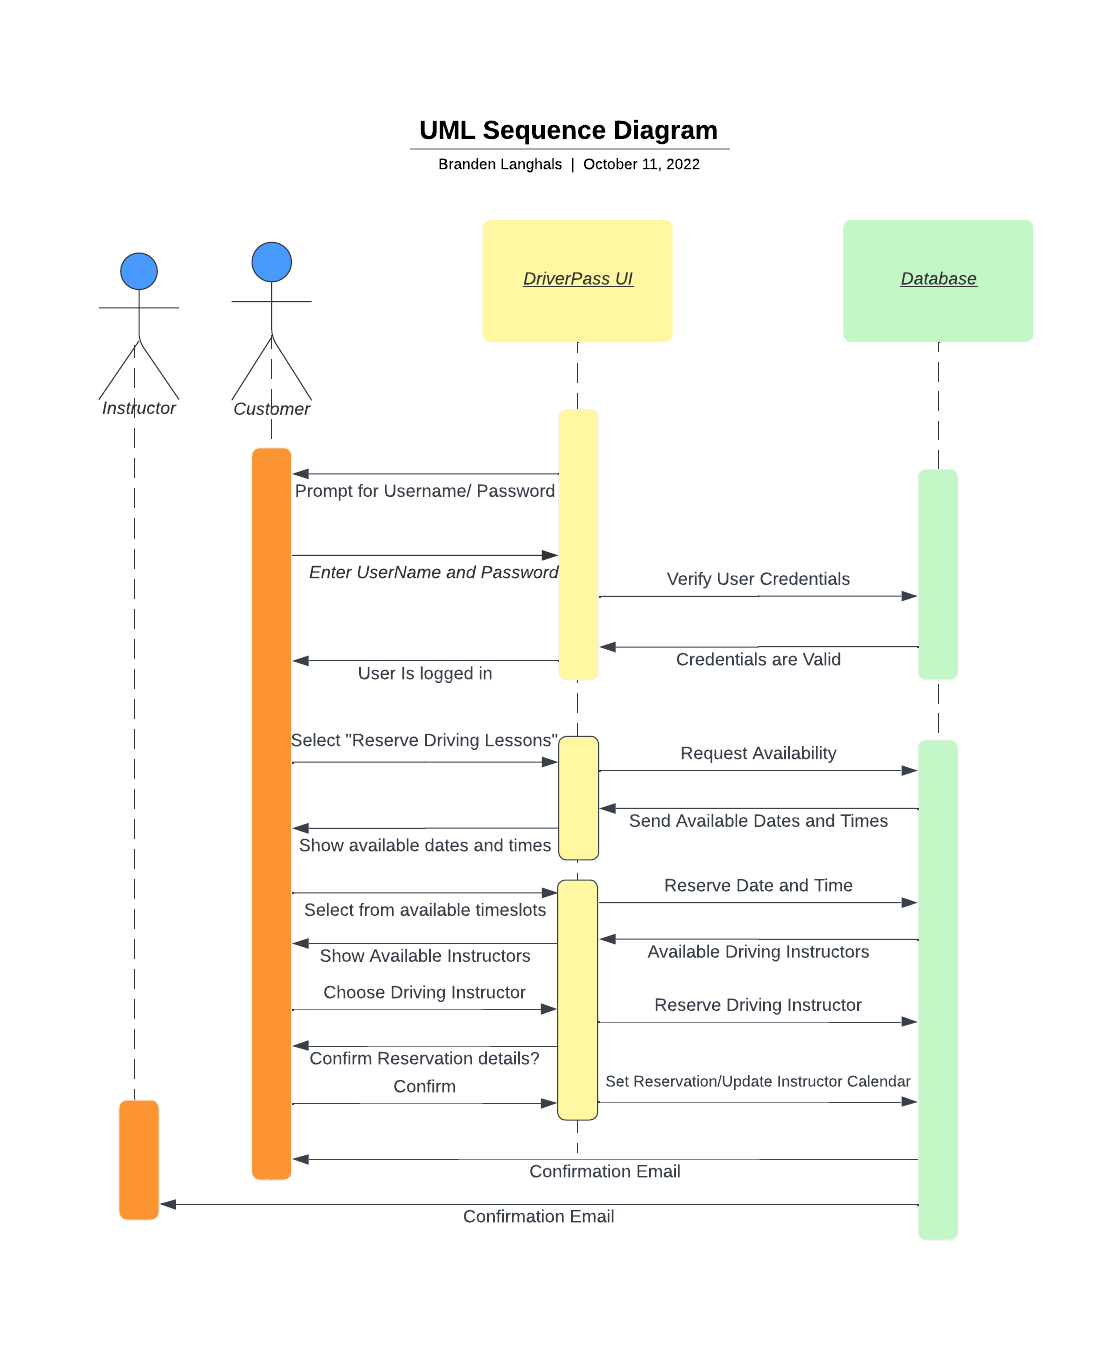 UML Sequence Diagram
Branden Langhals | October 11, 2022
DriverPass UI
Database
Instructor
Customer
Prompt for Username/ Password
Enter UserName and Password
Verify User Credentials
Credentials are Valid
User Is logged in
Select "Reserve Driving Lessons"
Request Availability
Send Available Dates and Times
Show available dates and times
Reserve Date and Time
Select from available timeslots
Available Driving Instructors
Show Available Instructors
Choose Driving Instructor
Reserve Driving Instructor
Confirm Reservation details?
Set Reservation/Update Instructor Calendar
Confirm
Confirmation Email
Confirmation Email